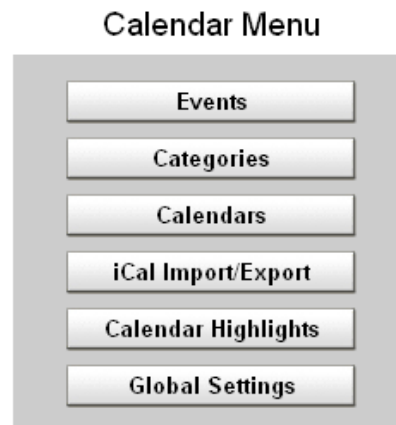 Calendar Menu
Events
Categories
Calendars
iCal Import/Export
Calendar Highlights
Global Settings